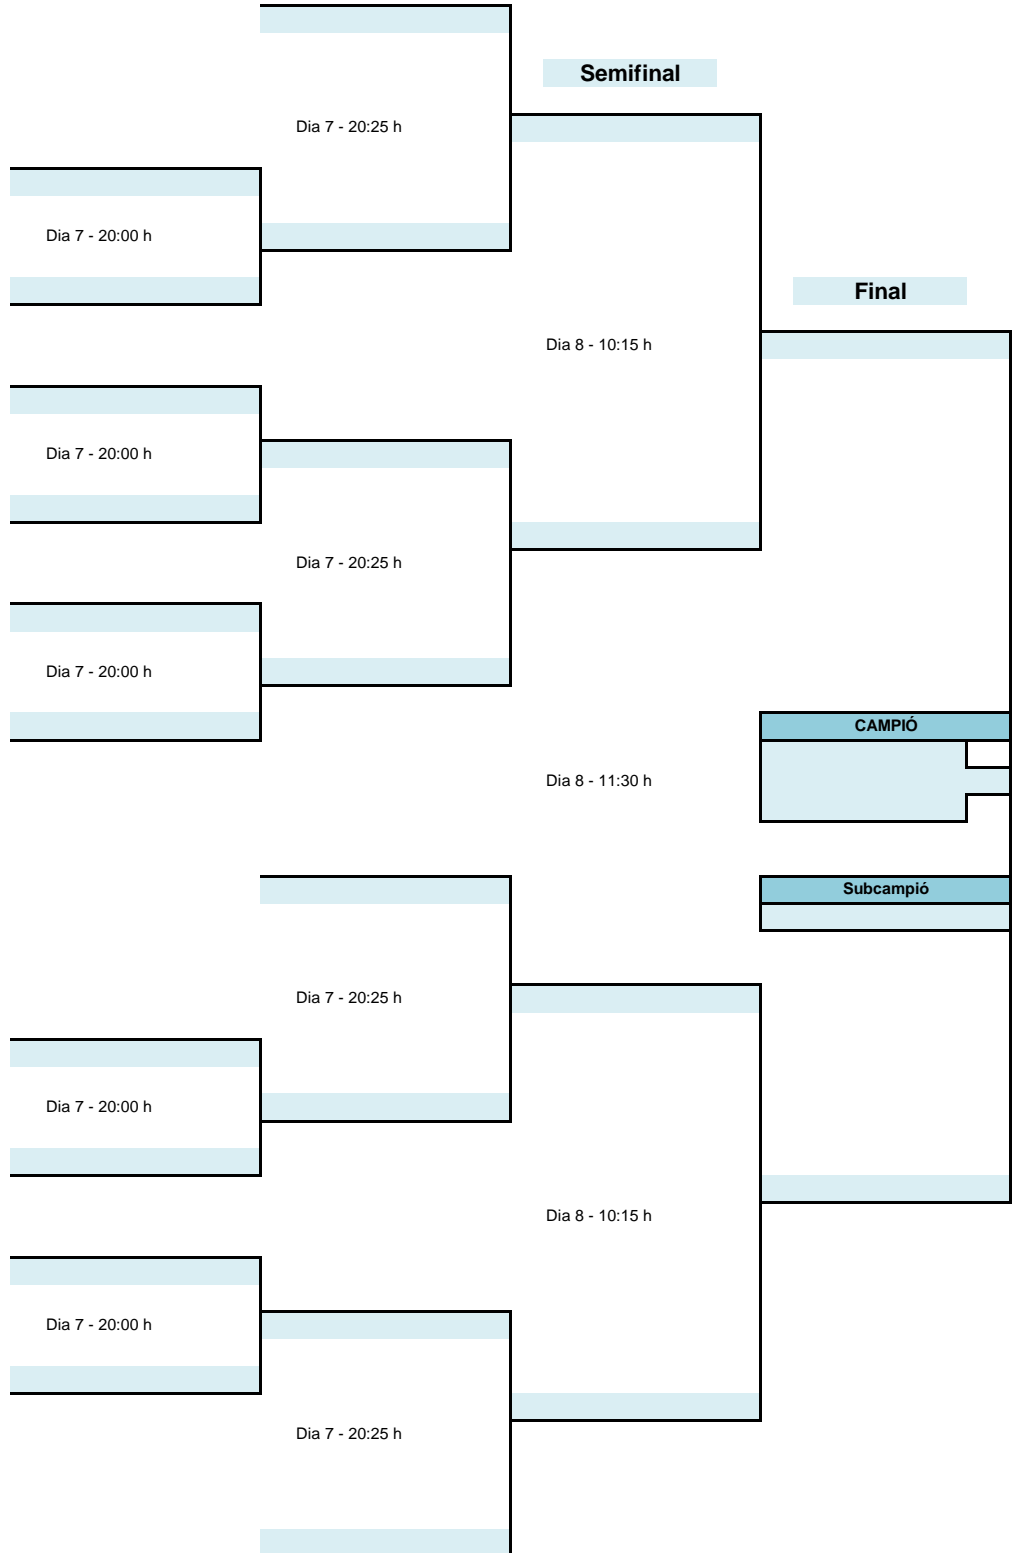 Semifinal
Dia 7 - 20:25 h
Dia 7 - 20:00 h
Final
Dia 8 - 10:15 h
Dia 7 - 20:00 h
Dia 7 - 20:25 h
Dia 7 - 20:00 h
CAMPIÓ
Dia 8 - 11:30 h
Subcampió
Dia 7 - 20:25 h
Dia 7 - 20:00 h
Dia 8 - 10:15 h
Dia 7 - 20:00 h
Dia 7 - 20:25 h